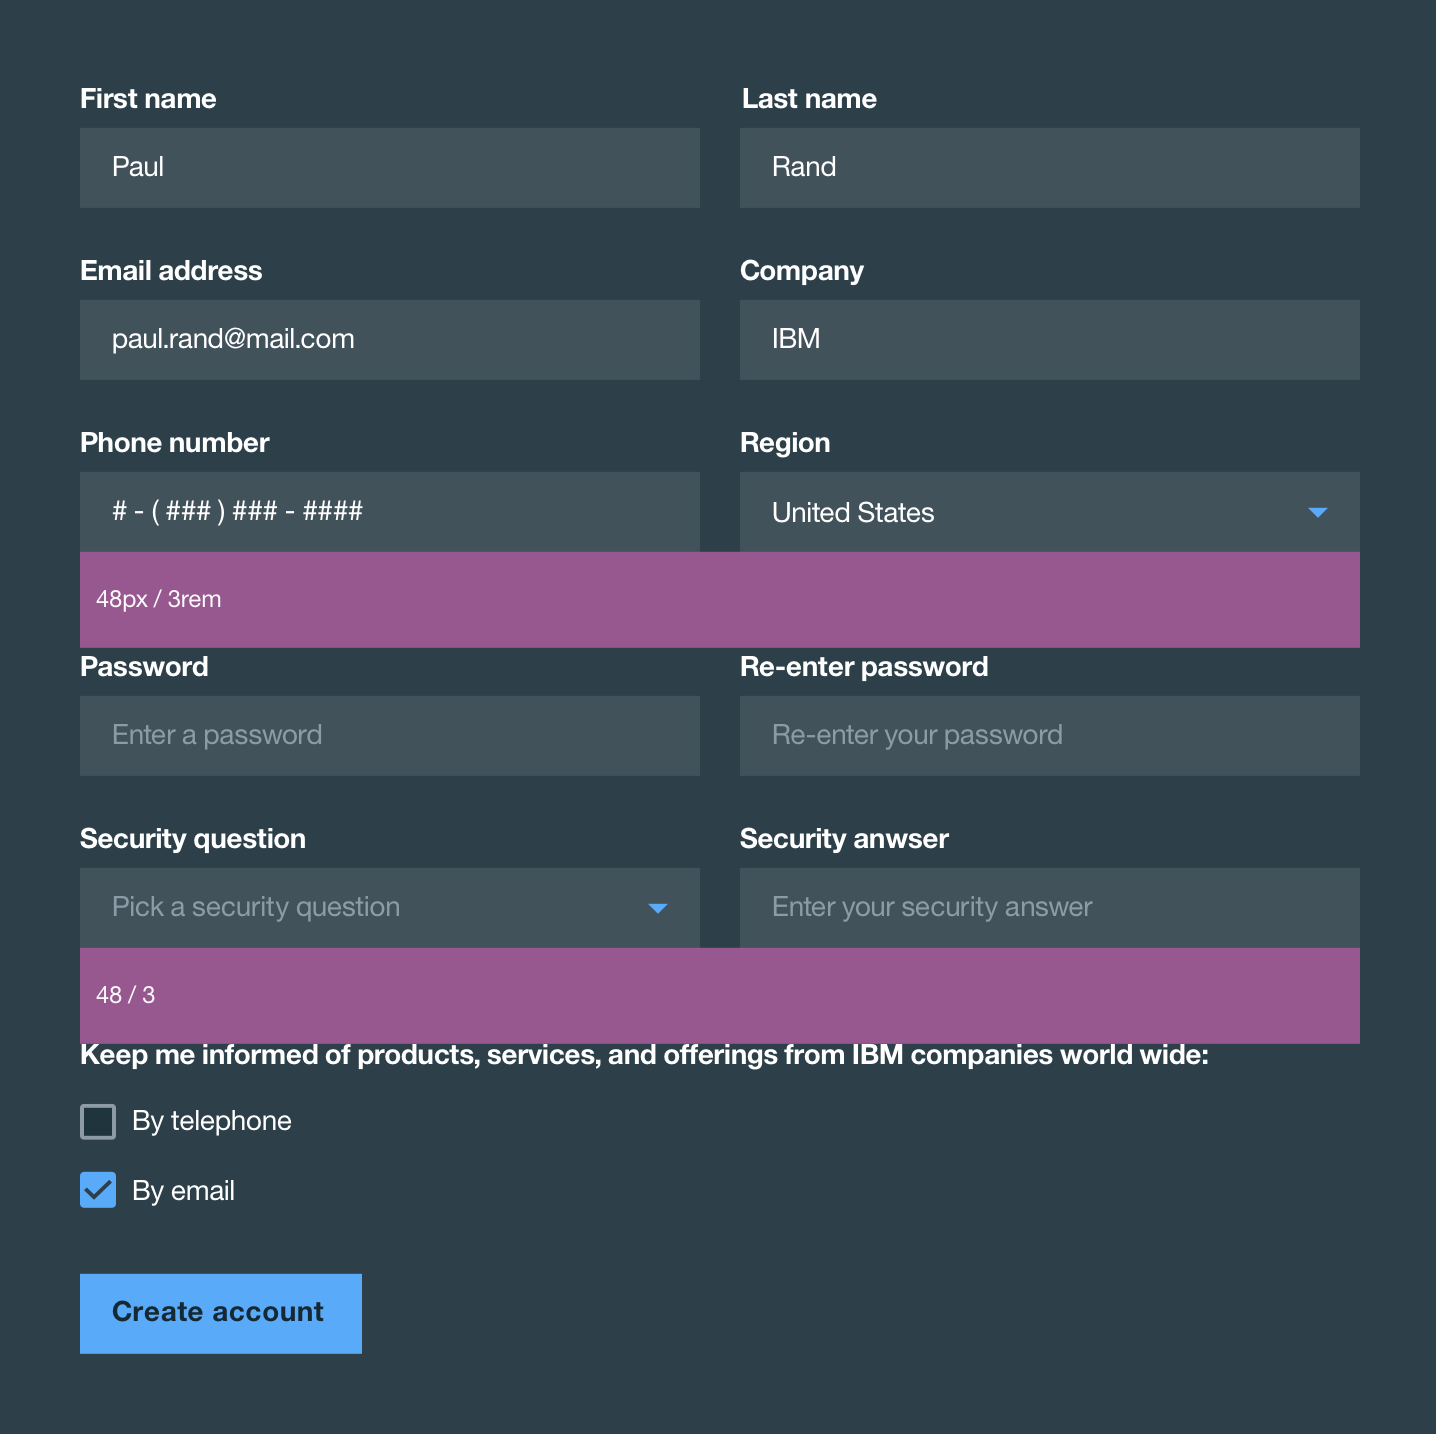 First name
Last name
Paul
Rand
Email address
Company
paul.rand@mail.com
IBM
Phone number
Region
# - ( ### ) ### - ####
United States
48px / 3rem
Password
Re-enter password
Enter a password
Re-enter your password
Security question
Security anwser
Pick a security question
Enter your security answer
48 / 3
Keep me informed of products, services, and offerings from IBM companies world wide:
By telephone
By email
Create account